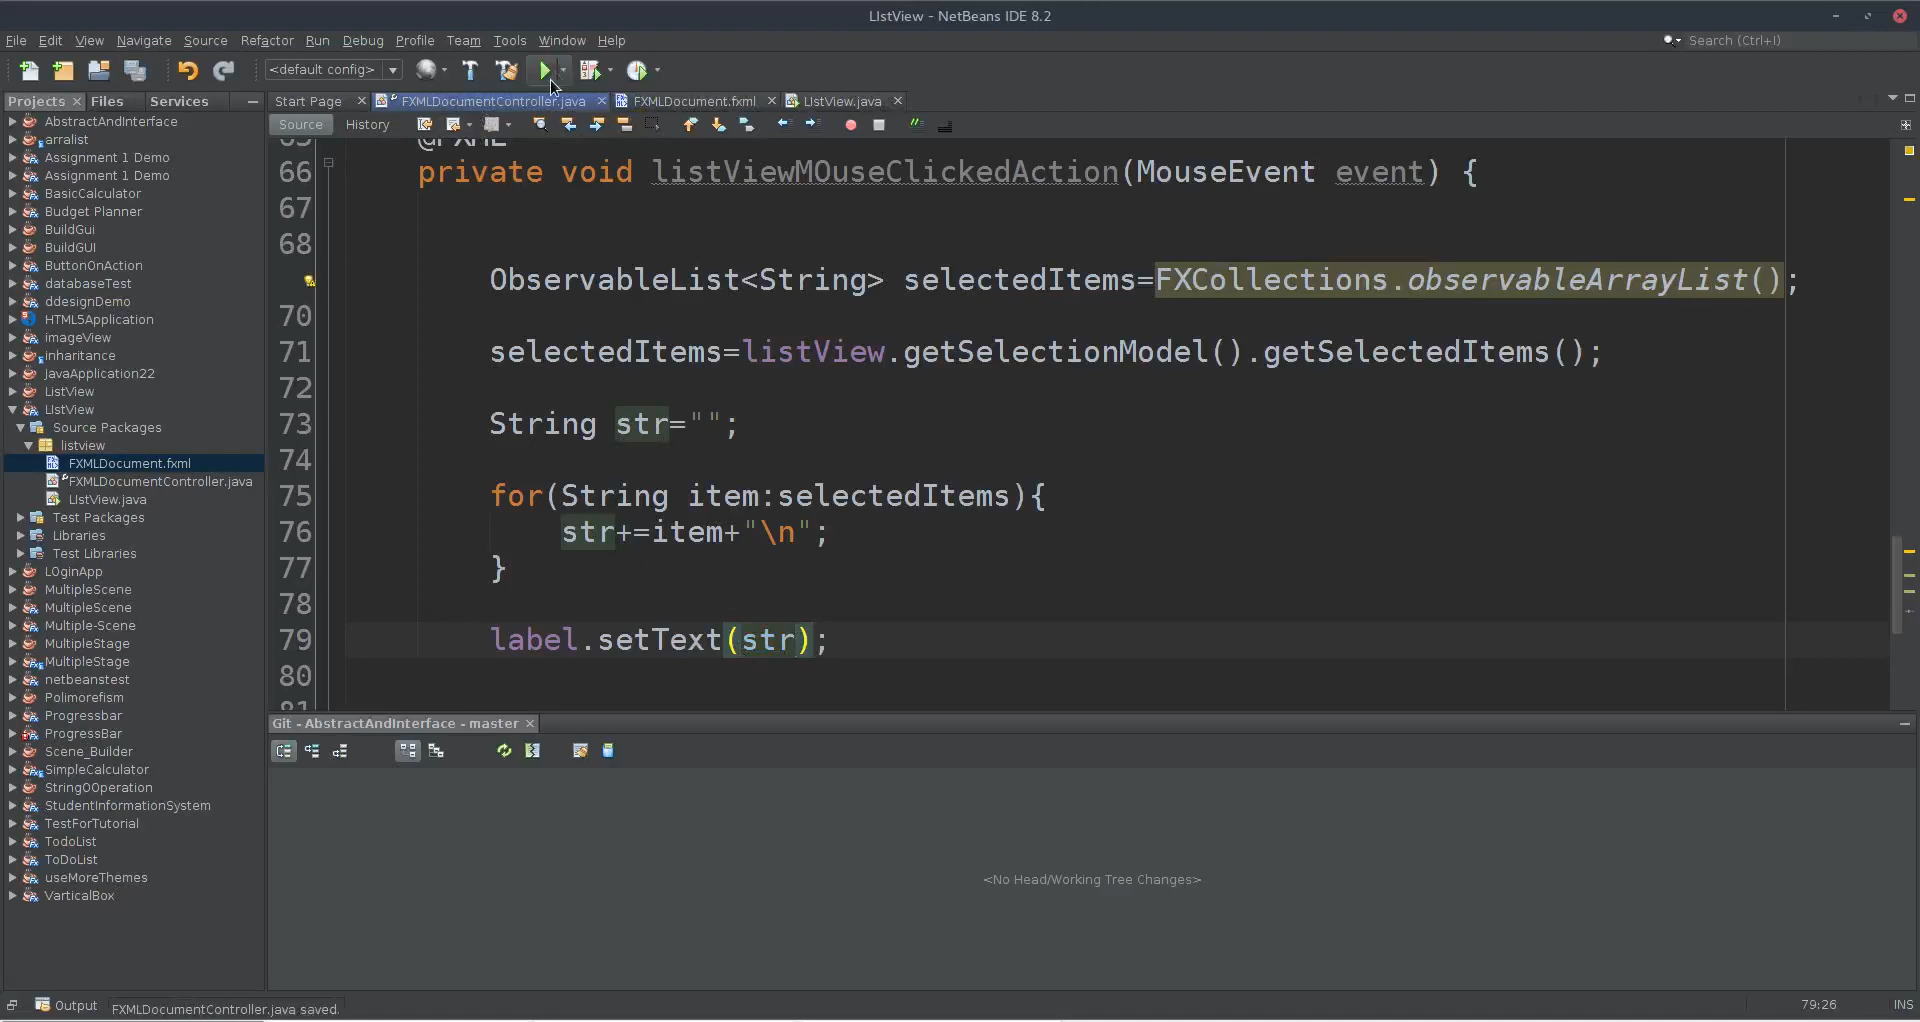 LIstView - NetBeans IDE 8.2
File Edit View Navigate Source Refactor Run Debug Profile Team Tools Window Help
Search (Ctrl+I)
<default config>
Projects Files Services
Start Page FXMLDocumentController.java FXMLDocument.fxml LIstView.java
Source History
AbstractAndInterface
arralist
Assignment 1 Demo
Assignment 1 Demo
BasicCalculator
Budget Planner
BuildGui
BuildGUI
ButtonOnAction
databaseTest
ddesignDemo
HTML5Application
imageView
inharitance
JavaApplication22
ListView
LIstView
Source Packages
listview
FXMLDocument.fxml
FXMLDocumentController.java
LIstView.java
Test Packages
Libraries
Test Libraries
LOginApp
MultipleScene
MultipleScene
Multiple-Scene
MultipleStage
MultipleStage
netbeanstest
Polimorefism
Progressbar
ProgressBar
Scene_Builder
SimpleCalculator
StringOOperation
StudentInformationSystem
TestForTutorial
TodoList
ToDoList
useMoreThemes
VarticalBox
65 @FXML
66 private void listViewMOuseClickedAction(MouseEvent event) {
67
68
ObservableList<String> selectedItems=FXCollections.observableArrayList();
70
71 selectedItems=listView.getSelectionModel().getSelectedItems();
72
73 String str="";
74
75 for(String item:selectedItems){
76 str+=item+"\n";
77 }
78
79 label.setText(str);
80
81
Git - AbstractAndInterface - master
<No Head/Working Tree Changes>
Output FXMLDocumentController.java saved.
79:26 INS